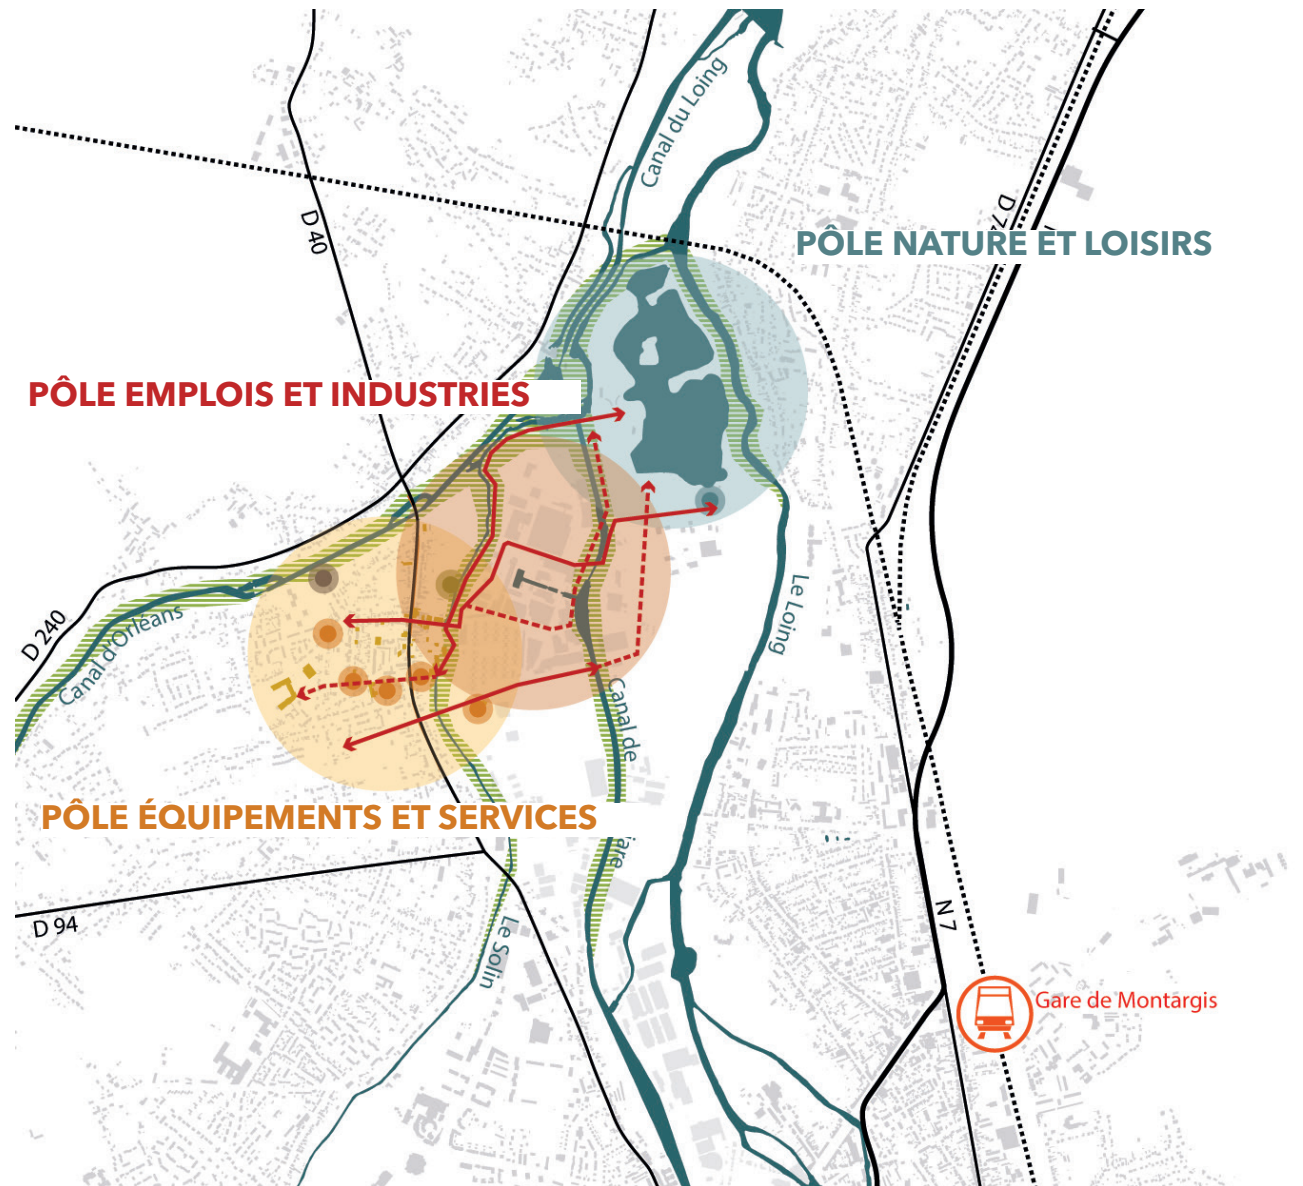 Canal du Loing
D 40
D 7
PÔLE NATURE ET LOISIRS
PÔLE EMPLOIS ET INDUSTRIES
D 240
Canal d'Orléans
Le Loing
Canal de
PÔLE ÉQUIPEMENTS ET SERVICES
D 94
Le Solin
N 7
Gare de Montargis